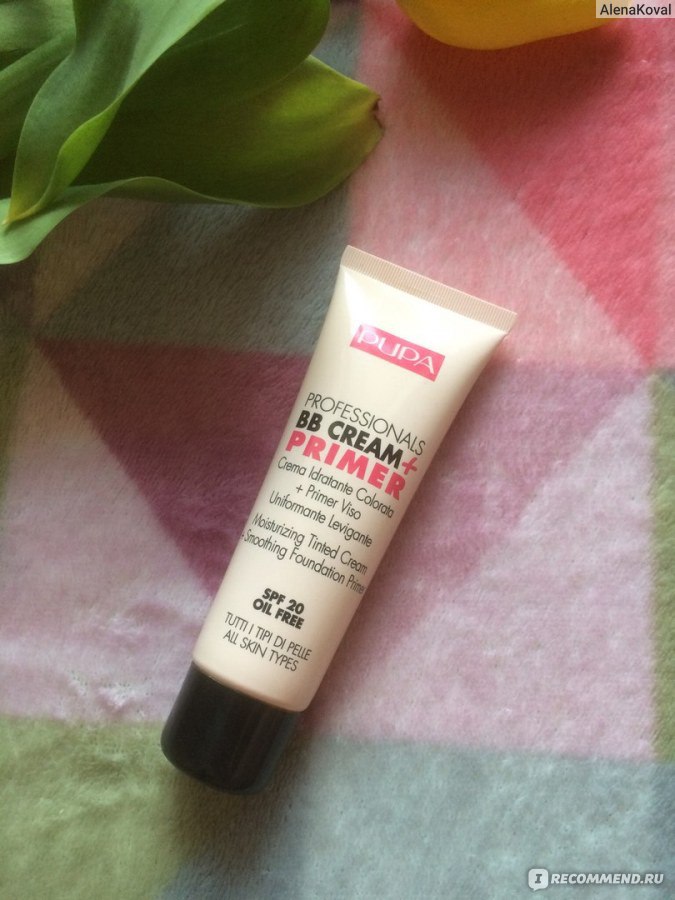 AlenaKoval
PUPA
PROFESSIONALS
BB CREAM+
PRIMER
Crema Idratante Colorata
+ Primer Viso
Uniformante Levigante
Moisturizing Tinted Cream
Smoothing Foundation Primer
SPF 20
OIL FREE
TUTTI I TIPI DI PELLE
ALL SKIN TYPES
IRECOMMEND.RU